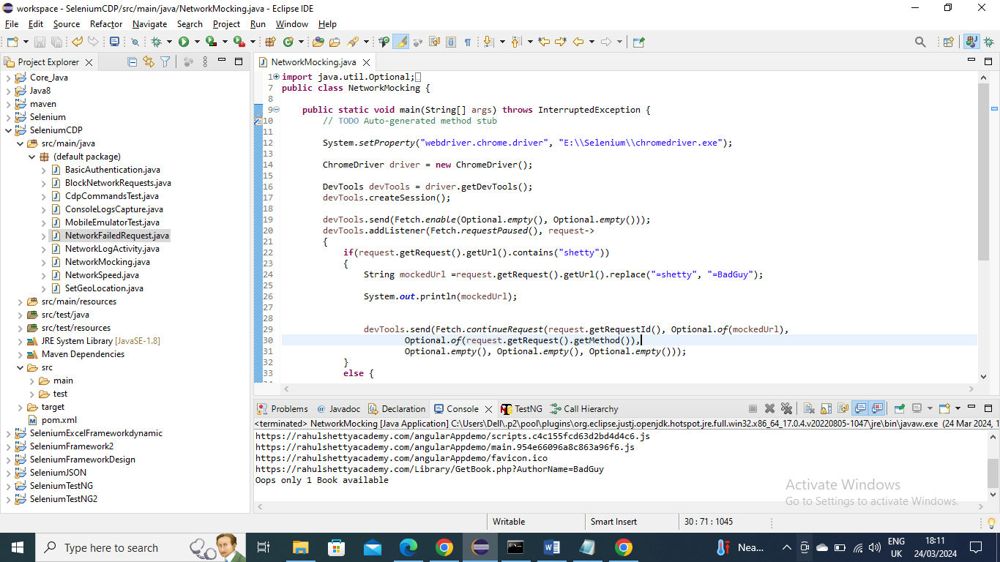 workspace - SeleniumCDP/src/main/java/NetworkMocking.java - Eclipse IDE
File Edit Source Refactor Navigate Search Project Run Window Help
Project Explorer
Core_Java
Java8
maven
Selenium
SeleniumCDP
src/main/java
(default package)
BasicAuthentication.java
BlockNetworkRequests.java
CdpCommandsTest.java
ConsoleLogsCapture.java
MobileEmulatorTest.java
NetworkFailedRequest.java
NetworkLogActivity.java
NetworkMocking.java
NetworkSpeed.java
SetGeoLocation.java
src/main/resources
src/test/java
src/test/resources
JRE System Library [JavaSE-1.8]
Maven Dependencies
src
main
test
target
pom.xml
SeleniumExcelFrameworkdynamic
SeleniumFramework2
SeleniumFrameworkDesign
SeleniumJSON
SeleniumTestNG
SeleniumTestNG2
NetworkMocking.java
1 import java.util.Optional;
7 public class NetworkMocking {
8
9 public static void main(String[] args) throws InterruptedException {
10 // TODO Auto-generated method stub
11
12 System.setProperty("webdriver.chrome.driver", "E:\\Selenium\\chromedriver.exe");
13
14 ChromeDriver driver = new ChromeDriver();
15
16 DevTools devTools = driver.getDevTools();
17 devTools.createSession();
18
19 devTools.send(Fetch.enable(Optional.empty(), Optional.empty()));
20 devTools.addListener(Fetch.requestPaused(), request->
21 {
22 if(request.getRequest().getUrl().contains("shetty"))
23 {
24 String mockedUrl =request.getRequest().getUrl().replace("=shetty", "=BadGuy");
25
26 System.out.println(mockedUrl);
27
28
29 devTools.send(Fetch.continueRequest(request.getRequestId(), Optional.of(mockedUrl),
30 Optional.of(request.getRequest().getMethod()),
31 Optional.empty(), Optional.empty(), Optional.empty()));
32 }
33 else {
Problems @ Javadoc Declaration Console TestNG Call Hierarchy
<terminated> NetworkMocking [Java Application] C:\Users\Dell\.p2\pool\plugins\org.eclipse.justj.openjdk.hotspot.jre.full.win32.x86_64_17.0.4.v20220805-1047\jre\bin\javaw.exe (24 Mar 2024, 1
https://rahulshettyacademy.com/angularAppdemo/scripts.c4c155fcd63d2bd4d4c6.js
https://rahulshettyacademy.com/angularAppdemo/main.954e66096a8c863a96f6.js
https://rahulshettyacademy.com/angularAppdemo/favicon.ico
https://rahulshettyacademy.com/Library/GetBook.php?AuthorName=BadGuy
Oops only 1 Book available
Activate Windows
Go to Settings to activate Windows.
Writable Smart Insert 30 : 71 : 1045
Type here to search
Nea...
ENG
UK
18:11
24/03/2024